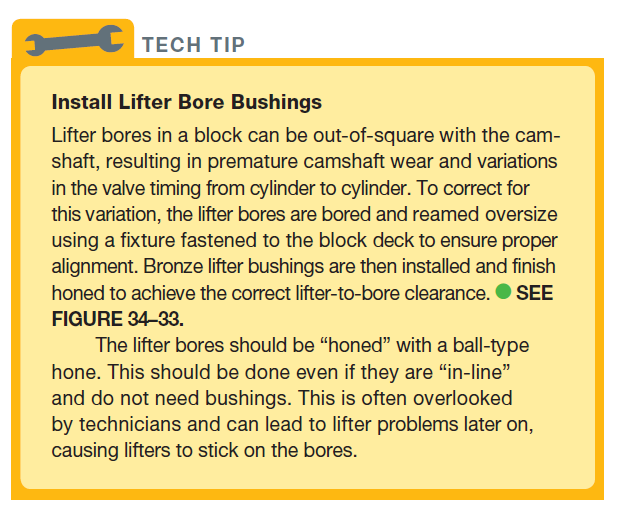 TECH TIP
Install Lifter Bore Bushings
Lifter bores in a block can be out-of-square with the cam-
shaft, resulting in premature camshaft wear and variations
in the valve timing from cylinder to cylinder. To correct for
this variation, the lifter bores are bored and reamed oversize
using a fixture fastened to the block deck to ensure proper
alignment. Bronze lifter bushings are then installed and finish
honed to achieve the correct lifter-to-bore clearance. ● SEE
FIGURE 34–33.
The lifter bores should be “honed” with a ball-type
hone. This should be done even if they are “in-line”
and do not need bushings. This is often overlooked
by technicians and can lead to lifter problems later on,
causing lifters to stick on the bores.